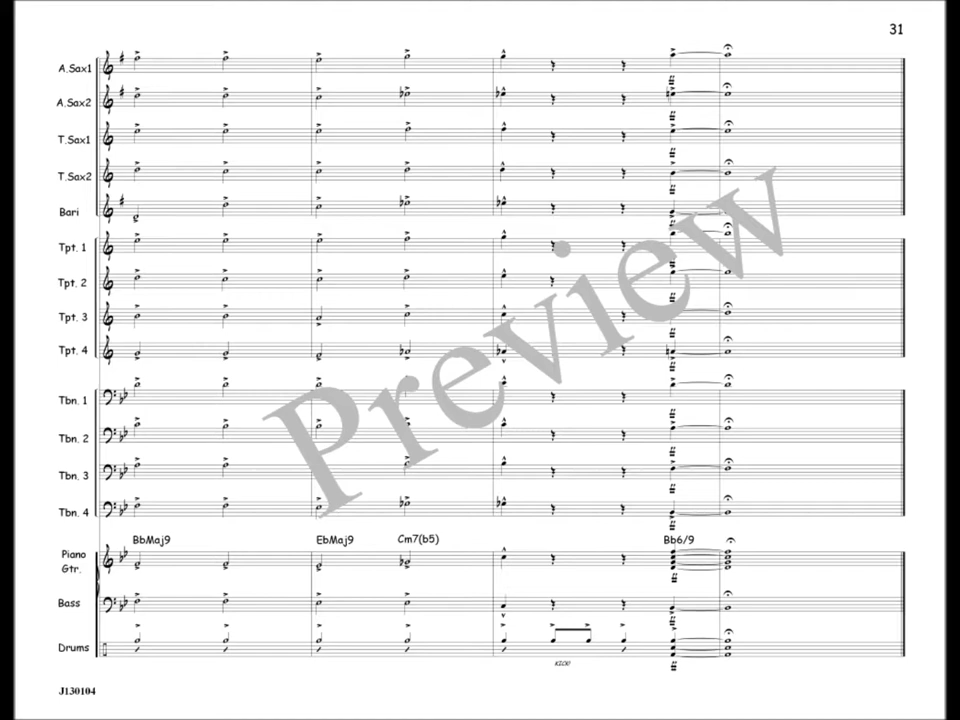 31
A.Sax1
A.Sax2
T.Sax1
T.Sax2
Bari
Tpt. 1
Tpt. 2
Tpt. 3
Tpt. 4
Tbn. 1
Tbn. 2
Tbn. 3
Tbn. 4
BbMaj9 EbMaj9 Cm7(b5) Bb6/9
Piano
Gtr.
Bass
Drums
J130104
Preview